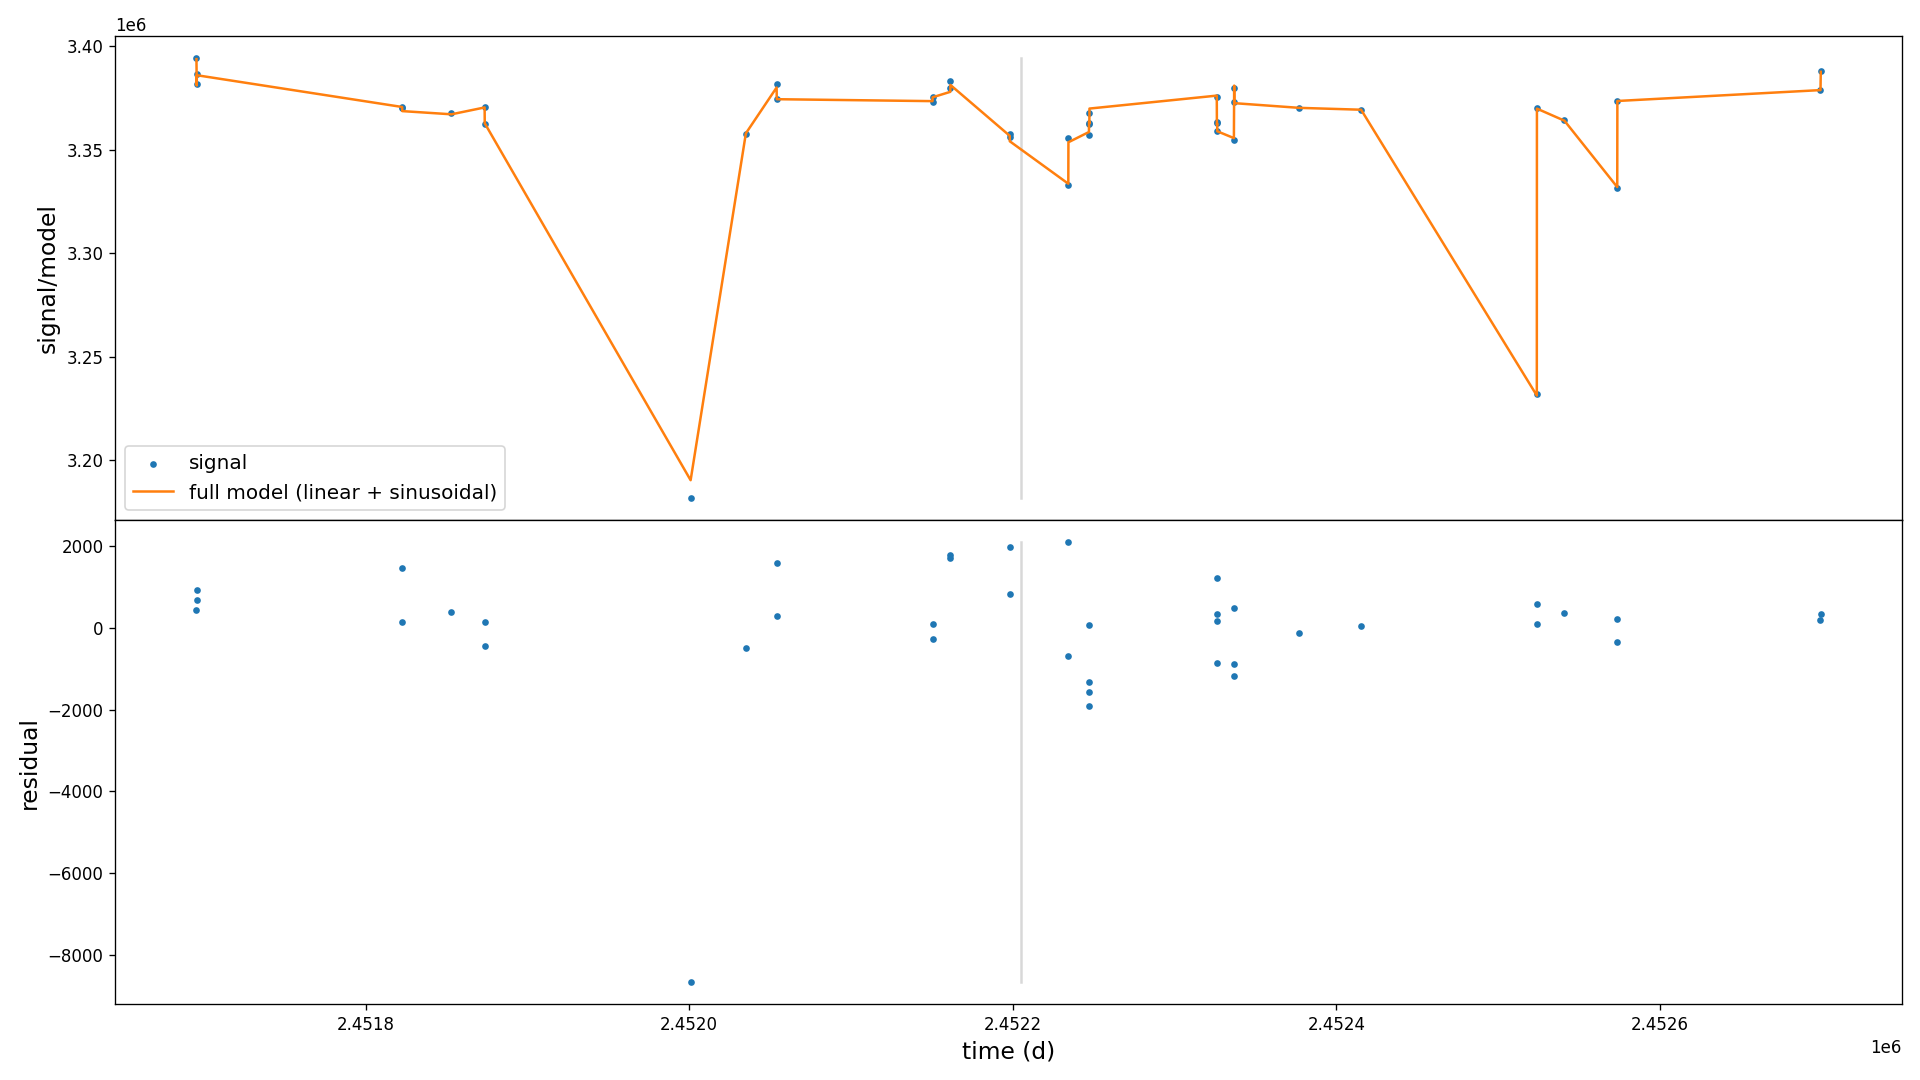 1e6
3.40
3.35
3.30
3.25
3.20
signal/model
signal
full model (linear + sinusoidal)
2000
0
−2000
−4000
−6000
−8000
residual
2.4518
2.4520
2.4522
2.4524
2.4526
time (d)
1e6